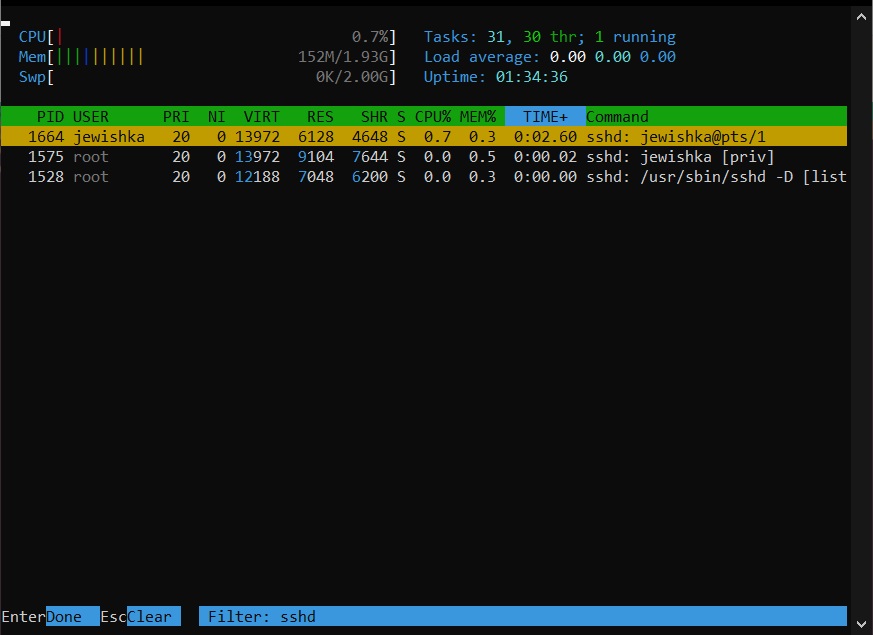 CPU[| 0.7%] Tasks: 31, 30 thr; 1 running
Mem[|||||||||| 152M/1.93G] Load average: 0.00 0.00 0.00
Swp[ 0K/2.00G] Uptime: 01:34:36
PID USER PRI NI VIRT RES SHR S CPU% MEM% TIME+ Command
1664 jewishka 20 0 13972 6128 4648 S 0.7 0.3 0:02.60 sshd: jewishka@pts/1
1575 root 20 0 13972 9104 7644 S 0.0 0.5 0:00.02 sshd: jewishka [priv]
1528 root 20 0 12188 7048 6200 S 0.0 0.3 0:00.00 sshd: /usr/sbin/sshd -D [list
EnterDone EscClear Filter: sshd